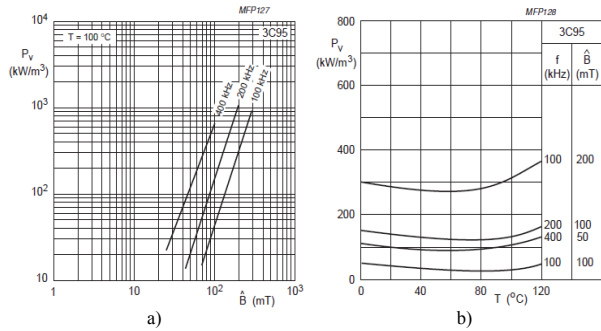 MFP127
10⁴
T = 100 °C
3C95
Pv
(kW/m³)
400 kHz
200 kHz
100 kHz
10³
10²
10
1
10
10²
B̂ (mT)
10³
a)
MFP128
800
3C95
Pv
(kW/m³)
f
(kHz)
B̂
(mT)
600
400
100 200
200
200 100
400 50
100 100
0
0
40
80
T (°C)
120
b)